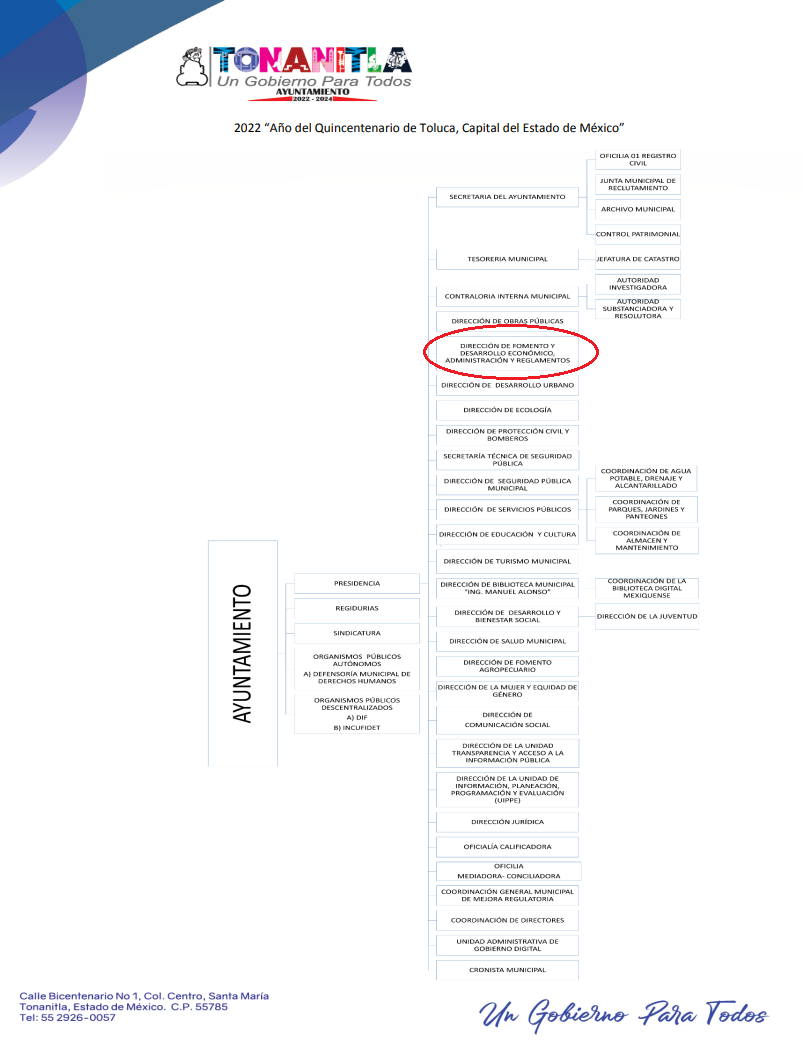 TONANITLA
Un Gobierno Para Todos
AYUNTAMIENTO
2022 - 2024
2022 “Año del Quincentenario de Toluca, Capital del Estado de México”
AYUNTAMIENTO
PRESIDENCIA
REGIDURIAS
SINDICATURA
ORGANISMOS PÚBLICOS
AUTÓNOMOS
A) DEFENSORÍA MUNICIPAL DE
DERECHOS HUMANOS
ORGANISMOS PÚBLICOS
DESCENTRALIZADOS
A) DIF
B) INCUFIDET
SECRETARIA DEL AYUNTAMIENTO
OFICILIA 01 REGISTRO
CIVIL
JUNTA MUNICIPAL DE
RECLUTAMIENTO
ARCHIVO MUNICIPAL
CONTROL PATRIMONIAL
TESORERIA MUNICIPAL
JEFATURA DE CATASTRO
CONTRALORIA INTERNA MUNICIPAL
AUTORIDAD
INVESTIGADORA
AUTORIDAD
SUBSTANCIADORA Y
RESOLUTORA
DIRECCIÓN DE OBRAS PÚBLICAS
DIRECCIÓN DE FOMENTO Y
DESARROLLO ECONÓMICO,
ADMINISTRACIÓN Y REGLAMENTOS
DIRECCIÓN DE DESARROLLO URBANO
DIRECCIÓN DE ECOLOGÍA
DIRECCIÓN DE PROTECCIÓN CIVIL Y
BOMBEROS
SECRETARÍA TÉCNICA DE SEGURIDAD
PÚBLICA
DIRECCIÓN DE SEGURIDAD PÚBLICA
MUNICIPAL
DIRECCIÓN DE SERVICIOS PÚBLICOS
COORDINACIÓN DE AGUA
POTABLE, DRENAJE Y
ALCANTARILLADO
COORDINACIÓN DE
PARQUES, JARDINES Y
PANTEONES
COORDINACIÓN DE
ALMACEN Y
MANTENIMIENTO
DIRECCIÓN DE EDUCACIÓN Y CULTURA
DIRECCIÓN DE TURISMO MUNICIPAL
DIRECCIÓN DE BIBLIOTECA MUNICIPAL
"ING. MANUEL ALONSO"
COORDINACIÓN DE LA
BIBLIOTECA DIGITAL
MEXIQUENSE
DIRECCIÓN DE DESARROLLO Y
BIENESTAR SOCIAL
DIRECCIÓN DE LA JUVENTUD
DIRECCIÓN DE SALUD MUNICIPAL
DIRECCIÓN DE FOMENTO
AGROPECUARIO
DIRECCIÓN DE LA MUJER Y EQUIDAD DE
GÉNERO
DIRECCIÓN DE
COMUNICACIÓN SOCIAL
DIRECCIÓN DE LA UNIDAD
TRANSPARENCIA Y ACCESO A LA
INFORMACIÓN PÚBLICA
DIRECCIÓN DE LA UNIDAD DE
INFORMACIÓN, PLANEACIÓN,
PROGRAMACIÓN Y EVALUACIÓN
(UIPPE)
DIRECCIÓN JURÍDICA
OFICIALÍA CALIFICADORA
OFICILIA
MEDIADORA- CONCILIADORA
COORDINACIÓN GENERAL MUNICIPAL
DE MEJORA REGULATORIA
COORDINACIÓN DE DIRECTORES
UNIDAD ADMINISTRATIVA DE
GOBIERNO DIGITAL
CRONISTA MUNICIPAL
Calle Bicentenario No 1, Col. Centro, Santa María
Tonanitla, Estado de México. C.P. 55785
Tel: 55 2926-0057
Un Gobierno Para Todos